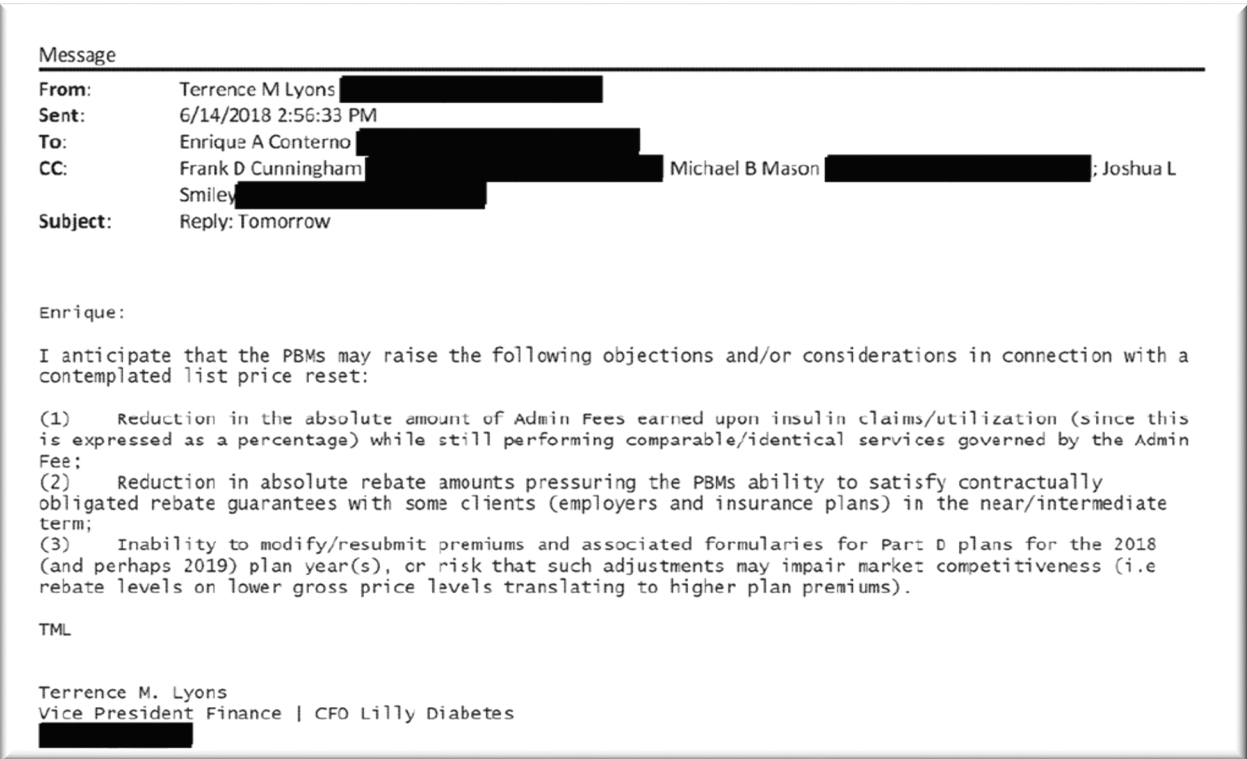 Message
From: Terrence M Lyons
Sent: 6/14/2018 2:56:33 PM
To: Enrique A Conterno
CC: Frank D Cunningham Michael B Mason ; Joshua L
Smiley
Subject: Reply: Tomorrow
Enrique:
I anticipate that the PBMs may raise the following objections and/or considerations in connection with a
contemplated list price reset:
(1) Reduction in the absolute amount of Admin Fees earned upon insulin claims/utilization (since this
is expressed as a percentage) while still performing comparable/identical services governed by the Admin
Fee;
(2) Reduction in absolute rebate amounts pressuring the PBMs ability to satisfy contractually
obligated rebate guarantees with some clients (employers and insurance plans) in the near/intermediate
term;
(3) Inability to modify/resubmit premiums and associated formularies for Part D plans for the 2018
(and perhaps 2019) plan year(s), or risk that such adjustments may impair market competitiveness (i.e
rebate levels on lower gross price levels translating to higher plan premiums).
TML
Terrence M. Lyons
Vice President Finance | CFO Lilly Diabetes